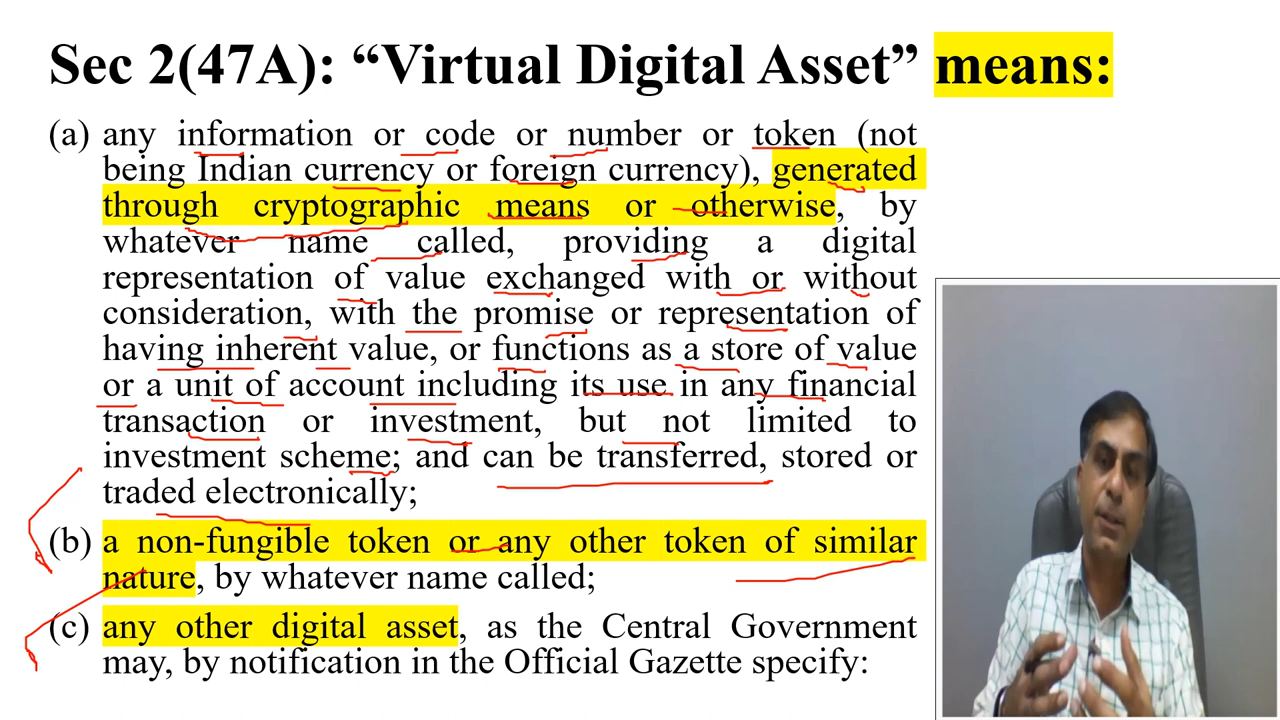 Sec 2(47A): “Virtual Digital Asset” means:
(a) any information or code or number or token (not
being Indian currency or foreign currency), generated
through cryptographic means or otherwise, by
whatever name called, providing a digital
representation of value exchanged with or without
consideration, with the promise or representation of
having inherent value, or functions as a store of value
or a unit of account including its use in any financial
transaction or investment, but not limited to
investment scheme; and can be transferred, stored or
traded electronically;
(b) a non-fungible token or any other token of similar
nature, by whatever name called;
(c) any other digital asset, as the Central Government
may, by notification in the Official Gazette specify: